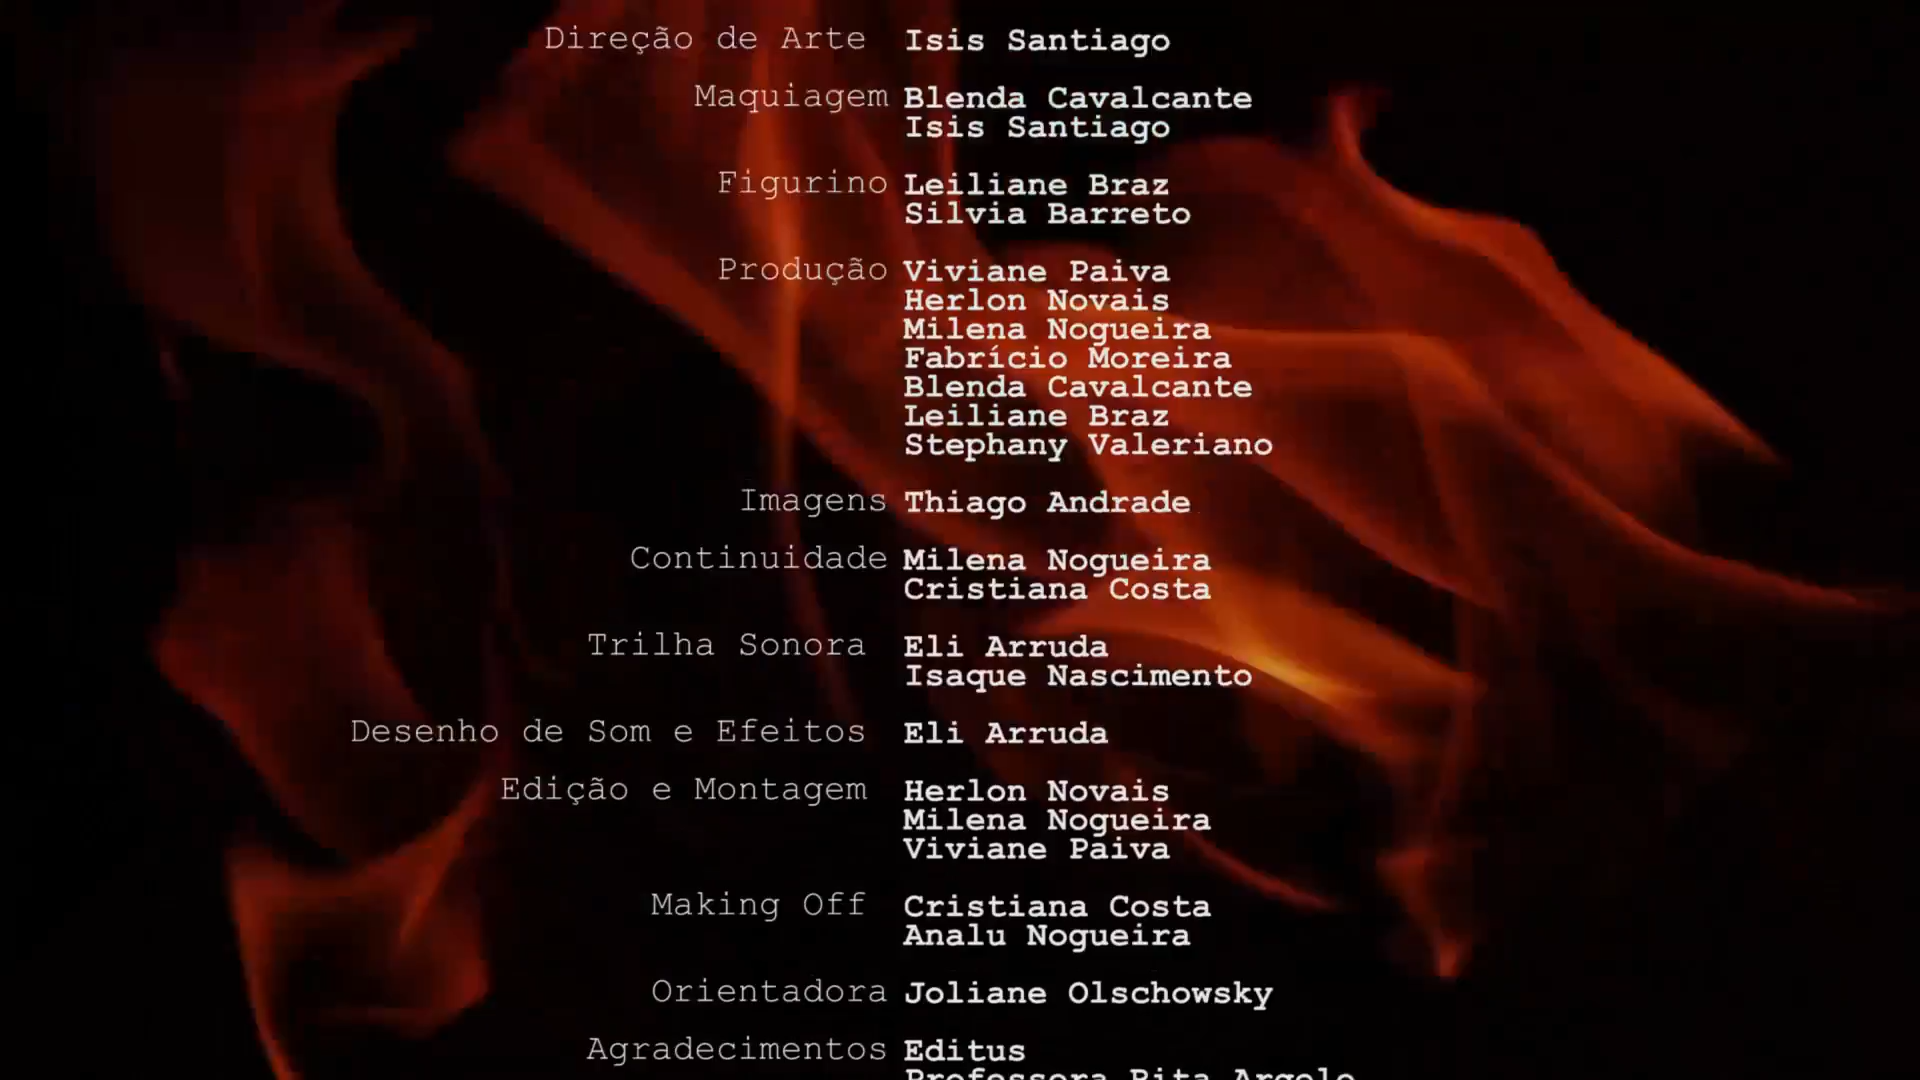 Direção de Arte Isis Santiago
Maquiagem Blenda Cavalcante
Isis Santiago
Figurino Leiliane Braz
Silvia Barreto
Produção Viviane Paiva
Herlon Novais
Milena Nogueira
Fabrício Moreira
Blenda Cavalcante
Leiliane Braz
Stephany Valeriano
Imagens Thiago Andrade
Continuidade Milena Nogueira
Cristiana Costa
Trilha Sonora Eli Arruda
Isaque Nascimento
Desenho de Som e Efeitos Eli Arruda
Edição e Montagem Herlon Novais
Milena Nogueira
Viviane Paiva
Making Off Cristiana Costa
Analu Nogueira
Orientadora Joliane Olschowsky
Agradecimentos Editus
Professora Rita Argolo